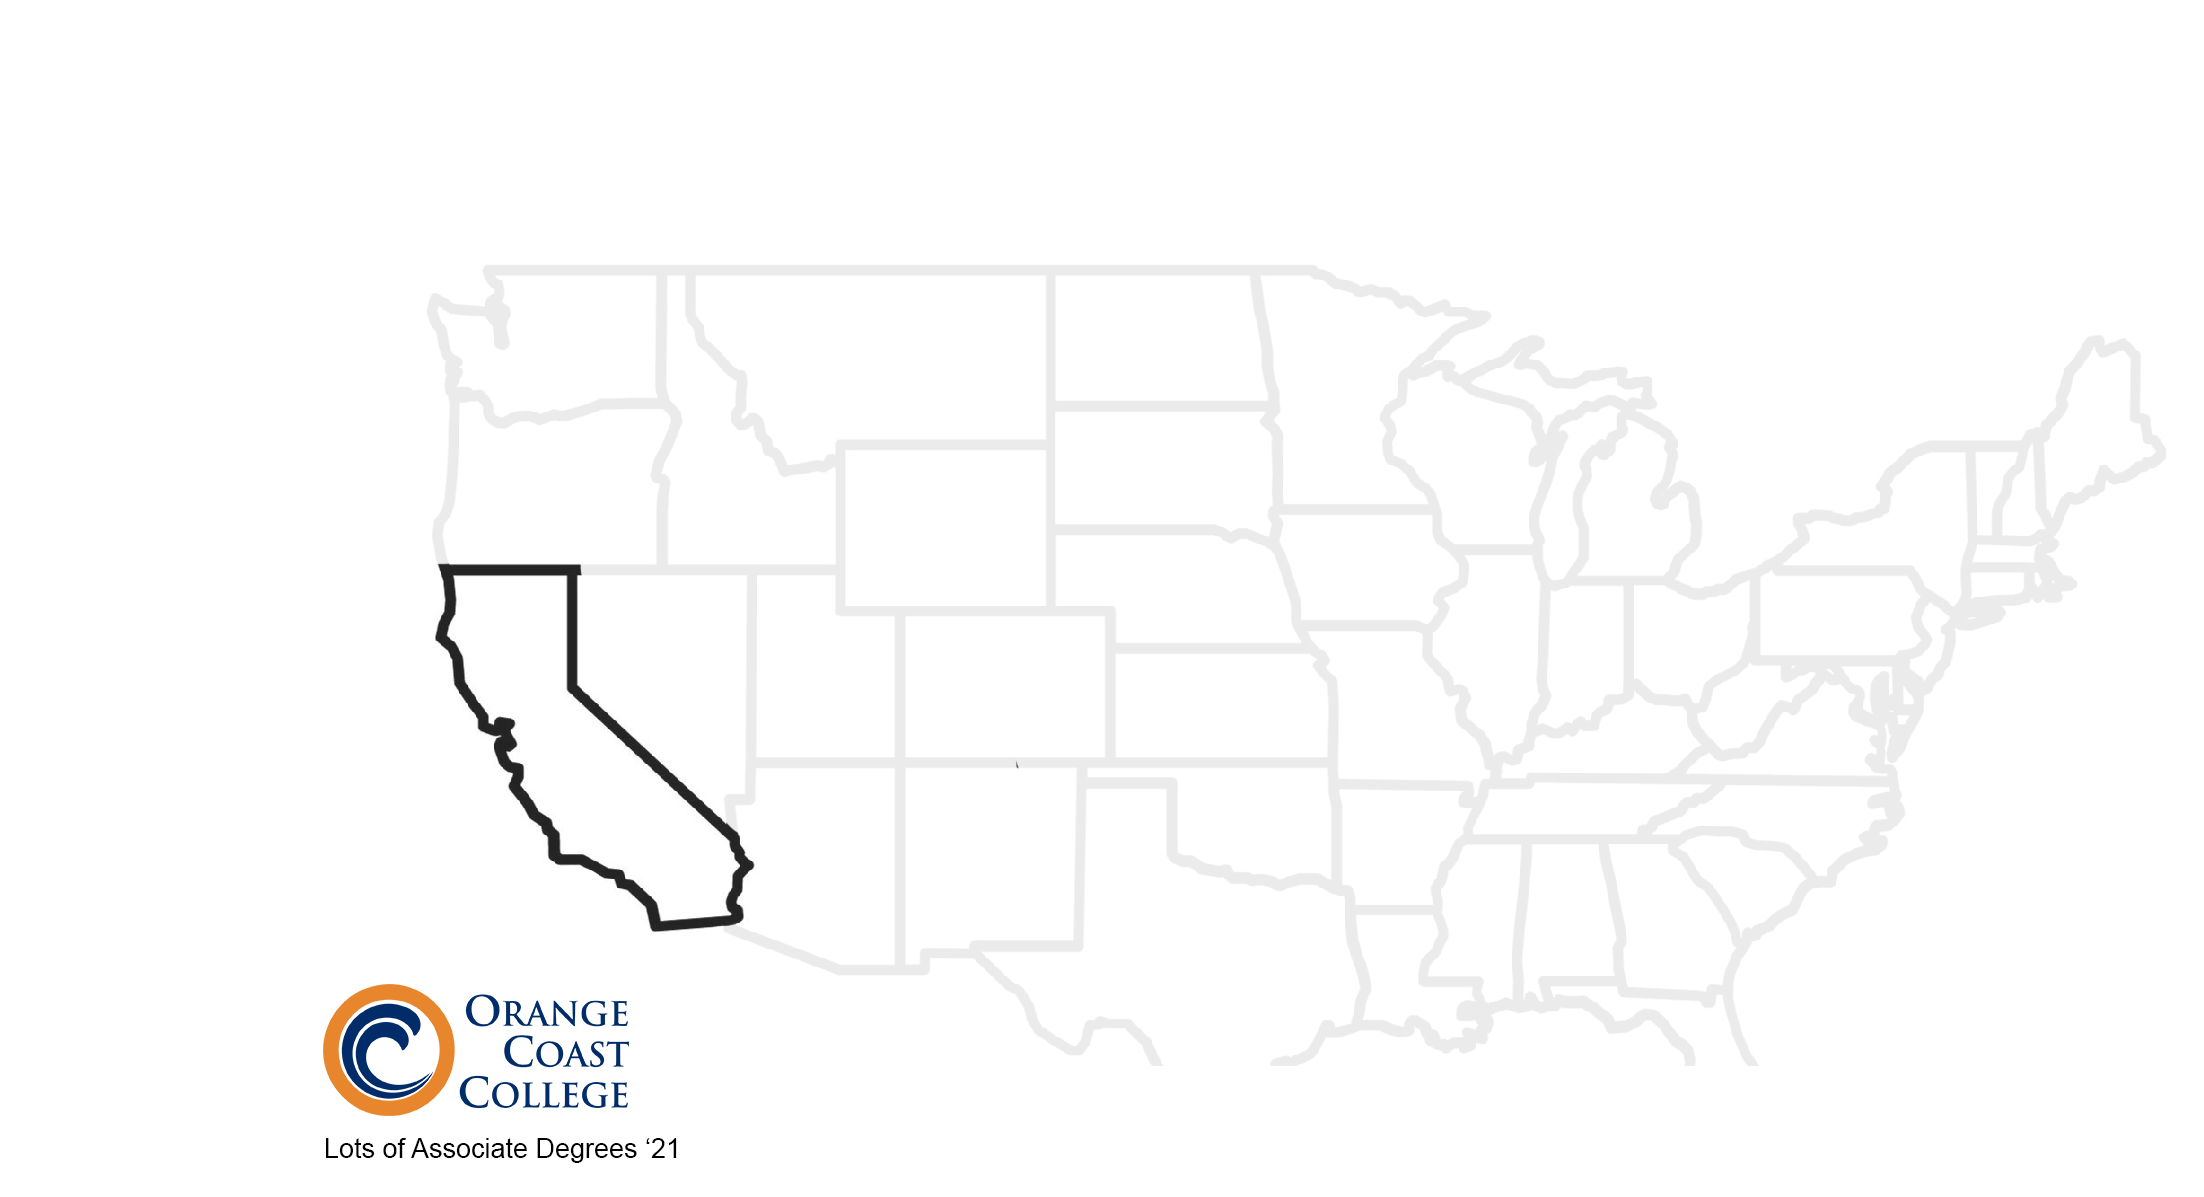 ORANGE
COAST
COLLEGE
Lots of Associate Degrees ‘21